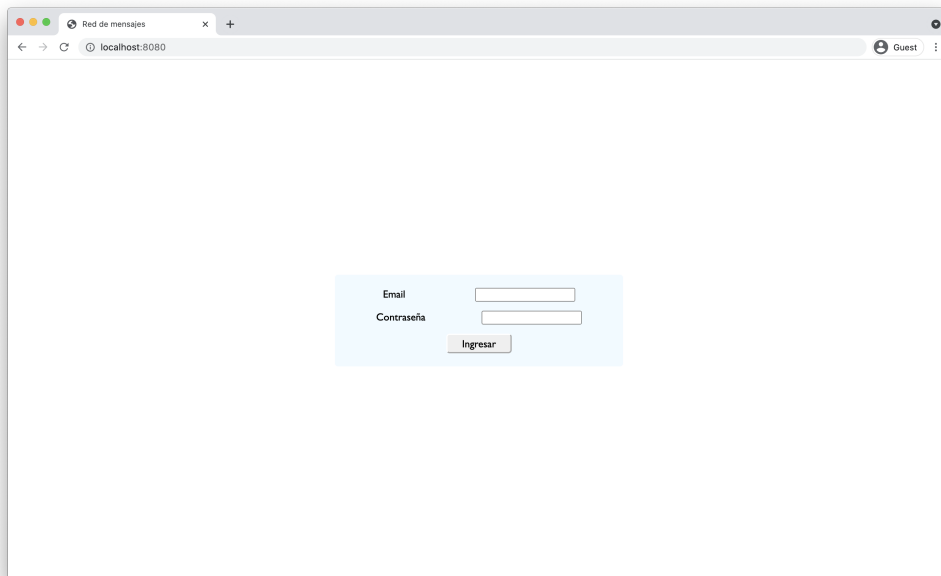 Red de mensajes
localhost:8080
Guest
Email
Contraseña
Ingresar